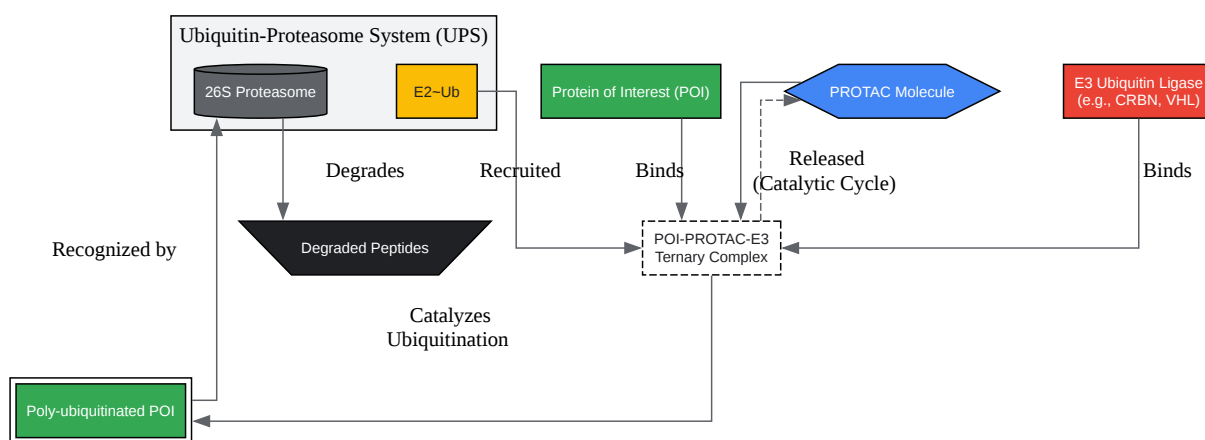 Ubiquitin-Proteasome System (UPS)
26S Proteasome
E2~Ub
Protein of Interest (POI)
PROTAC Molecule
E3 Ubiquitin Ligase
(e.g., CRBN, VHL)
Degrades
Recruited
Binds
Released
(Catalytic Cycle)
Binds
Recognized by
Degraded Peptides
POI-PROTAC-E3
Ternary Complex
Catalyzes
Ubiquitination
Poly-ubiquitinated POI